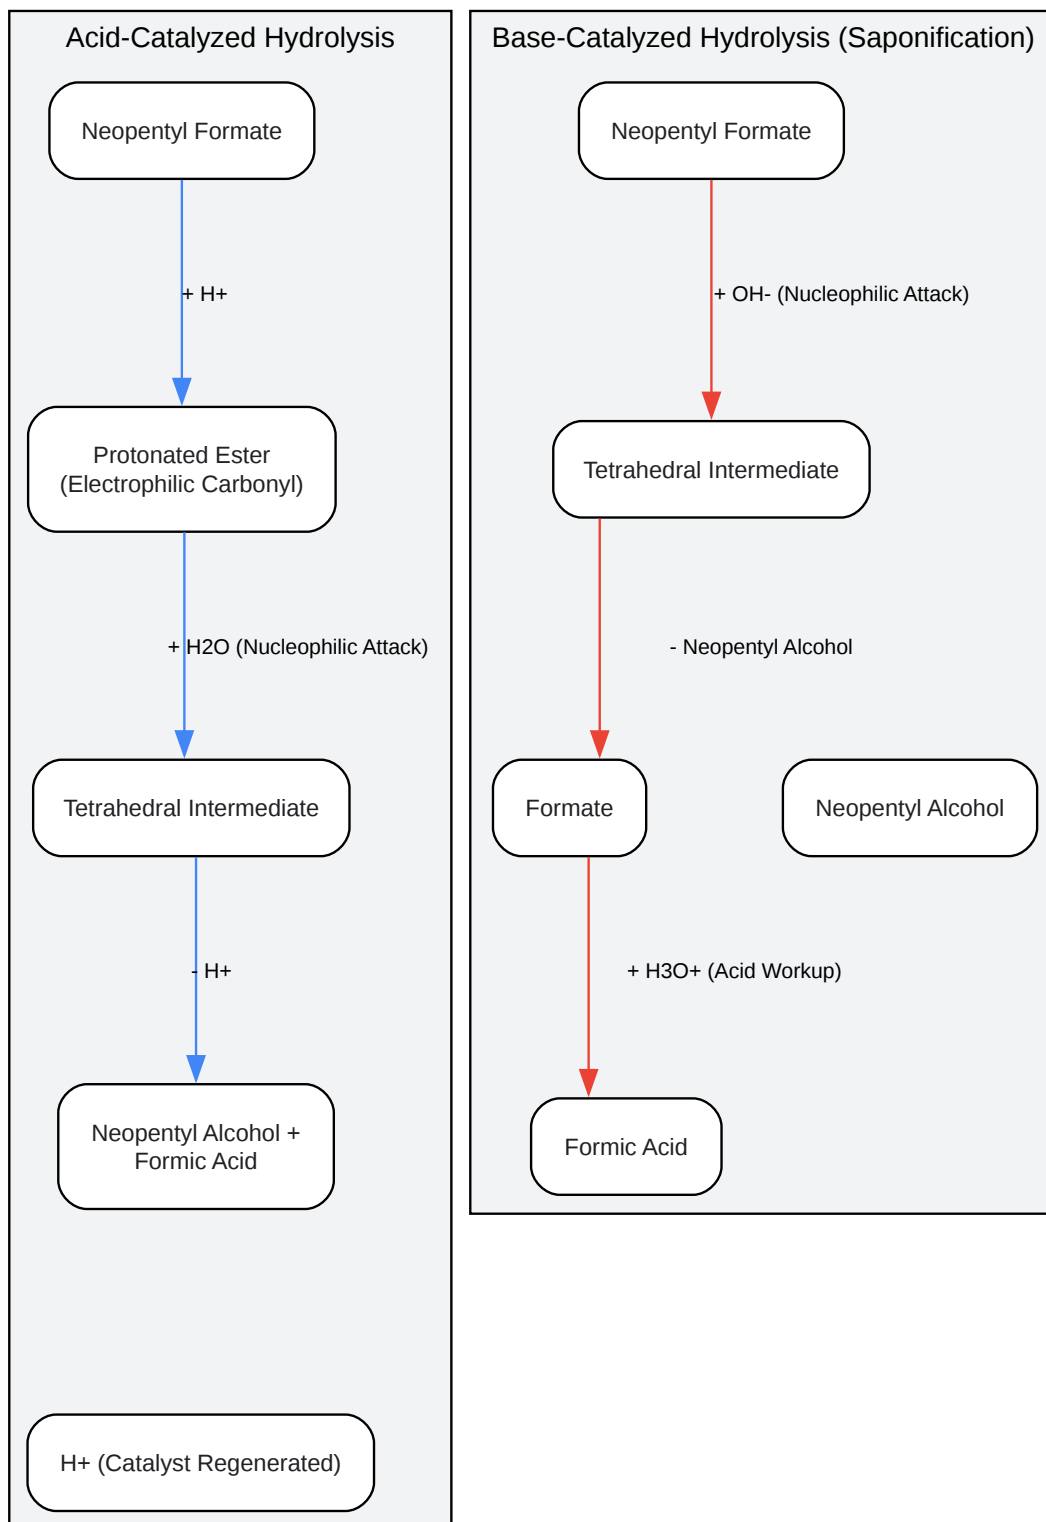 Acid-Catalyzed Hydrolysis
Neopentyl Formate
+ H+
Protonated Ester
(Electrophilic Carbonyl)
+ H2O (Nucleophilic Attack)
Tetrahedral Intermediate
- H+
Neopentyl Alcohol +
Formic Acid
H+ (Catalyst Regenerated)
Base-Catalyzed Hydrolysis (Saponification)
Neopentyl Formate
+ OH- (Nucleophilic Attack)
Tetrahedral Intermediate
- Neopentyl Alcohol
Formate
Neopentyl Alcohol
+ H3O+ (Acid Workup)
Formic Acid